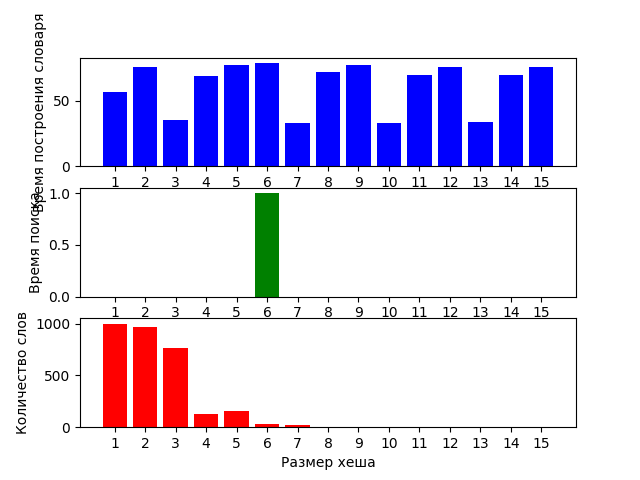 Время построения словаря
50
0
1 2 3 4 5 6 7 8 9 10 11 12 13 14 15
Время поиска
1.0
0.5
0.0
1 2 3 4 5 6 7 8 9 10 11 12 13 14 15
Количество слов
1000
500
0
1 2 3 4 5 6 7 8 9 10 11 12 13 14 15
Размер хеша